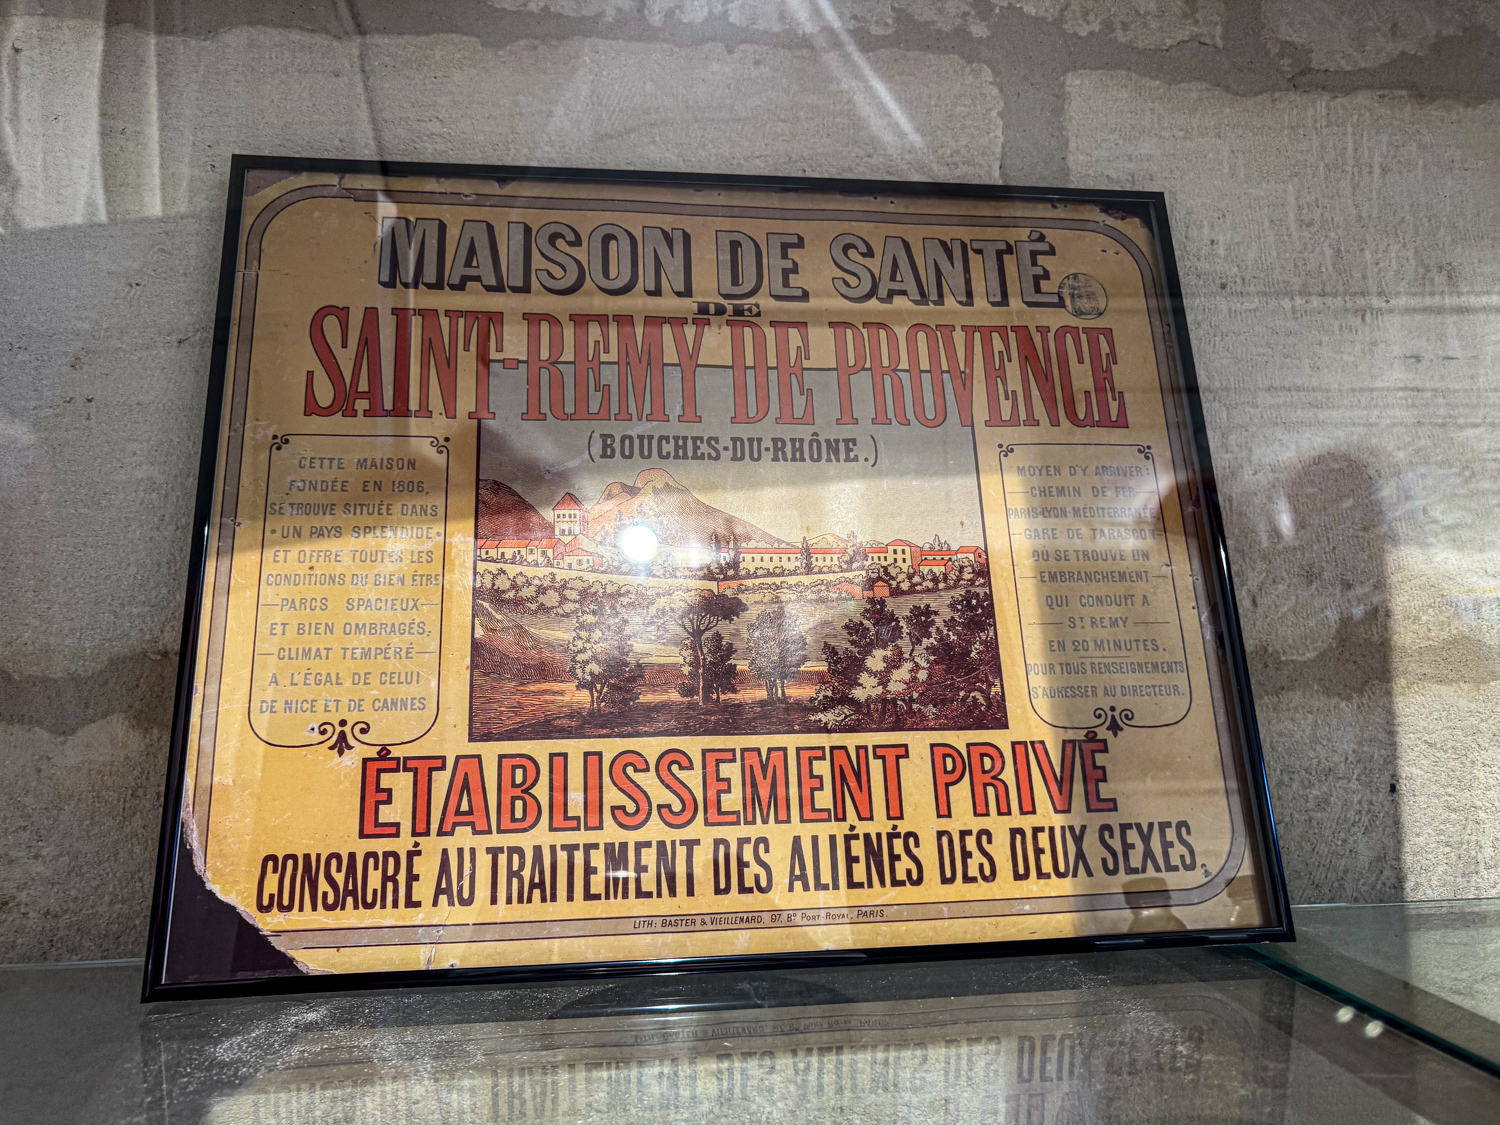 MAISON DE SANTÉ
DE
SAINT-REMY DE PROVENCE
(BOUCHES-DU-RHÔNE.)
CETTE MAISON
FONDÉE EN 1806,
SE TROUVE SITUÉE DANS
UN PAYS SPLENDIDE
ET OFFRE TOUTES LES
CONDITIONS DU BIEN ÊTRE
PARCS SPACIEUX
ET BIEN OMBRAGÉS,
CLIMAT TEMPÉRÉ
A L'ÉGAL DE CELUI
DE NICE ET DE CANNES
MOYEN D'Y ARRIVER:
CHEMIN DE FER
PARIS-LYON-MÉDITERRANÉE
GARE DE TARASCON
OÙ SE TROUVE UN
EMBRANCHEMENT
QUI CONDUIT A
ST REMY
EN 20 MINUTES.
POUR TOUS RENSEIGNEMENTS
S'ADRESSER AU DIRECTEUR.
ÉTABLISSEMENT PRIVÉ
CONSACRÉ AU TRAITEMENT DES ALIÉNÉS DES DEUX SEXES.
LITH: BASTER & VIEILLEMARD, 97, Bd PORT-ROYAL, PARIS.